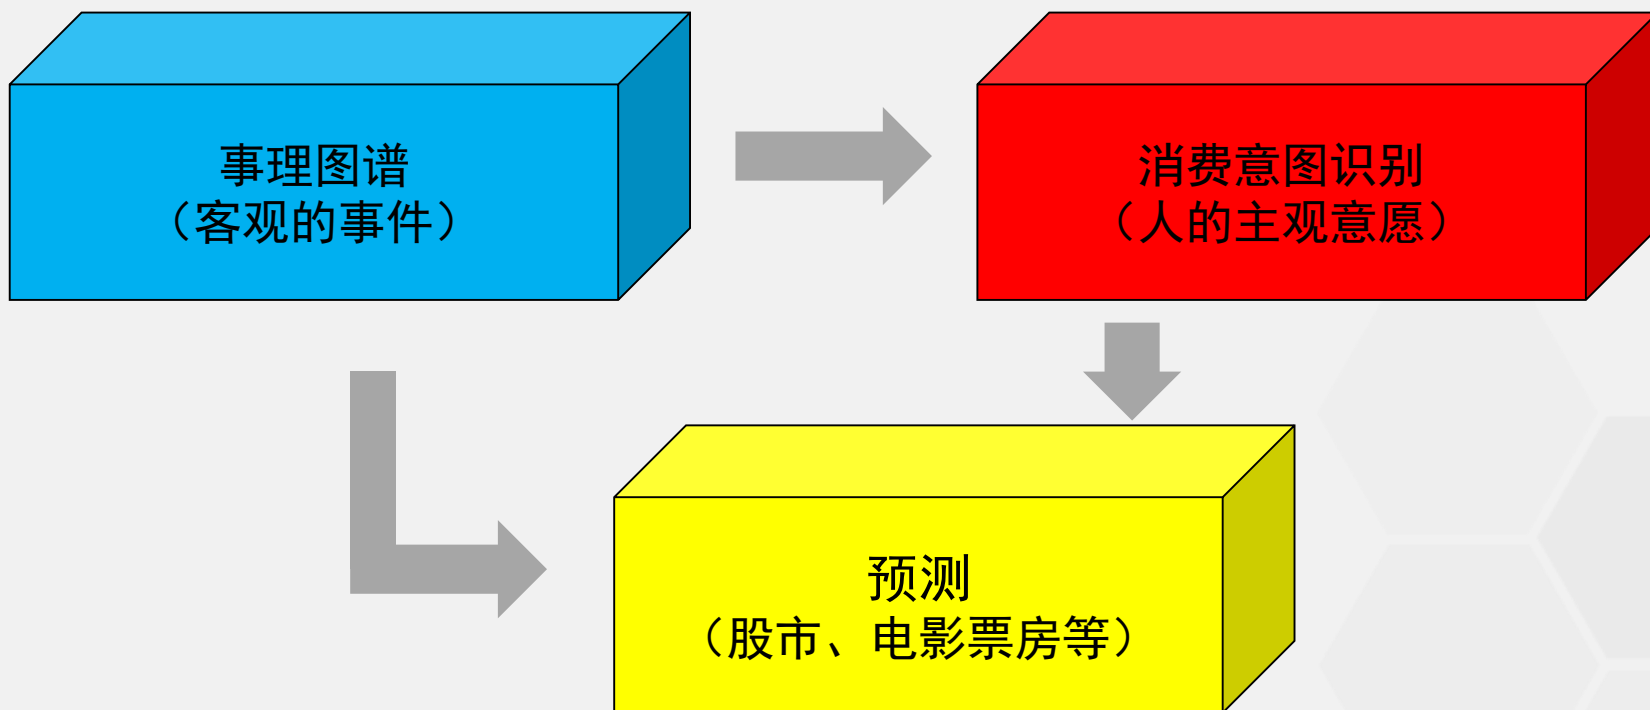 事理图谱
（客观的事件）
消费意图识别
（人的主观意愿）
预测
（股市、电影票房等）